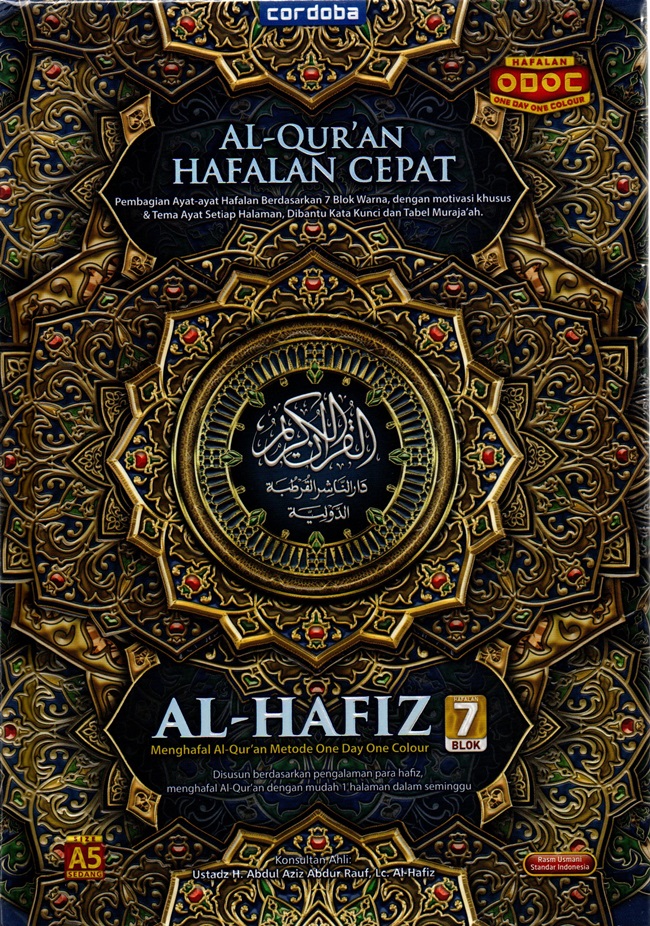 cordoba
HAFALAN
ODOC
ONE DAY ONE COLOUR
AL-QUR'AN
HAFALAN CEPAT
Pembagian Ayat-ayat Hafalan Berdasarkan 7 Blok Warna, dengan motivasi khusus
& Tema Ayat Setiap Halaman, Dibantu Kata Kunci dan Tabel Muraja'ah.
القرآن الكريم
دار الناشر القرطبة
الدولية
AL-HAFIZ
HAFALAN
7
BLOK
Menghafal Al-Qur'an Metode One Day One Colour
Disusun berdasarkan pengalaman para hafiz,
menghafal Al-Qur'an dengan mudah 1 halaman dalam seminggu
SIZE
A5
SEDANG
Konsultan Ahli:
Ustadz H. Abdul Aziz Abdur Rauf, Lc. Al-Hafiz
Rasm Usmani
Standar Indonesia